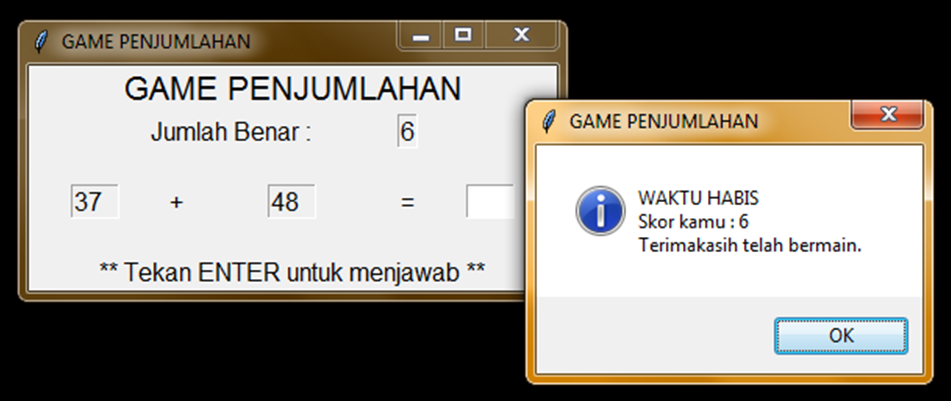 GAME PENJUMLAHAN
GAME PENJUMLAHAN
Jumlah Benar : 6
37 + 48 =
** Tekan ENTER untuk menjawab **
GAME PENJUMLAHAN
WAKTU HABIS
Skor kamu : 6
Terimakasih telah bermain.
OK